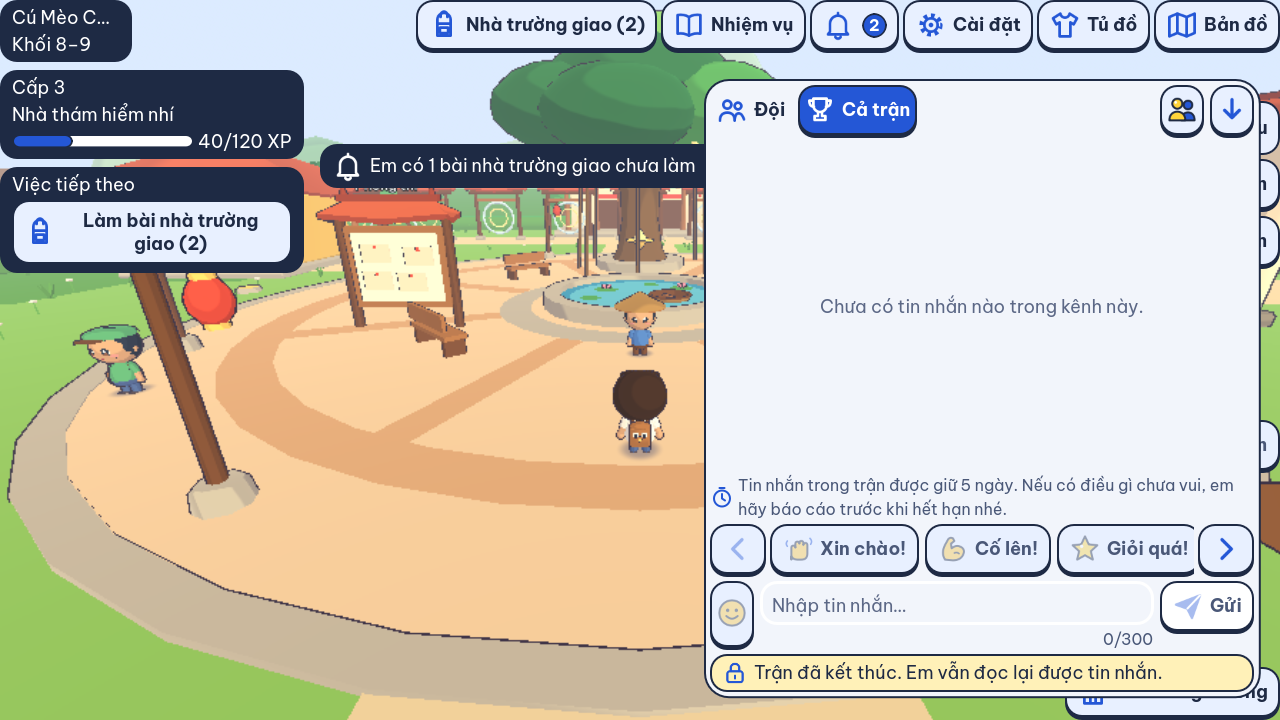 Cú Mèo C...
Khối 8–9
Nhà trường giao (2)
Nhiệm vụ
2
Cài đặt
Tủ đồ
Bản đồ
Cấp 3
Nhà thám hiểm nhí
40/120 XP
Việc tiếp theo
Làm bài nhà trường
giao (2)
Em có 1 bài nhà trường giao chưa làm
Đội
Cả trận
Chưa có tin nhắn nào trong kênh này.
Tin nhắn trong trận được giữ 5 ngày. Nếu có điều gì chưa vui, em
hãy báo cáo trước khi hết hạn nhé.
Xin chào!
Cố lên!
Giỏi quá!
Nhập tin nhắn...
Gửi
0/300
Trận đã kết thúc. Em vẫn đọc lại được tin nhắn.